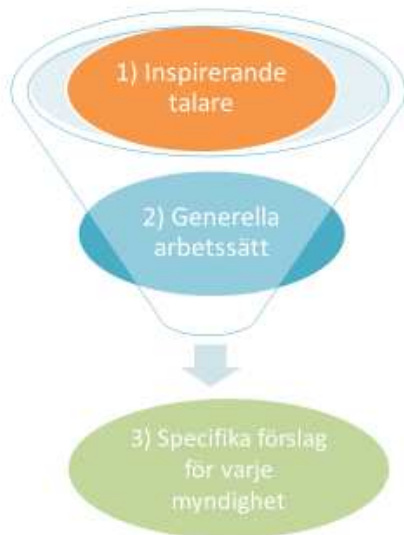 1) Inspirerande
talare
2) Generella
arbetssätt
3) Specifika förslag
för varje
myndighet